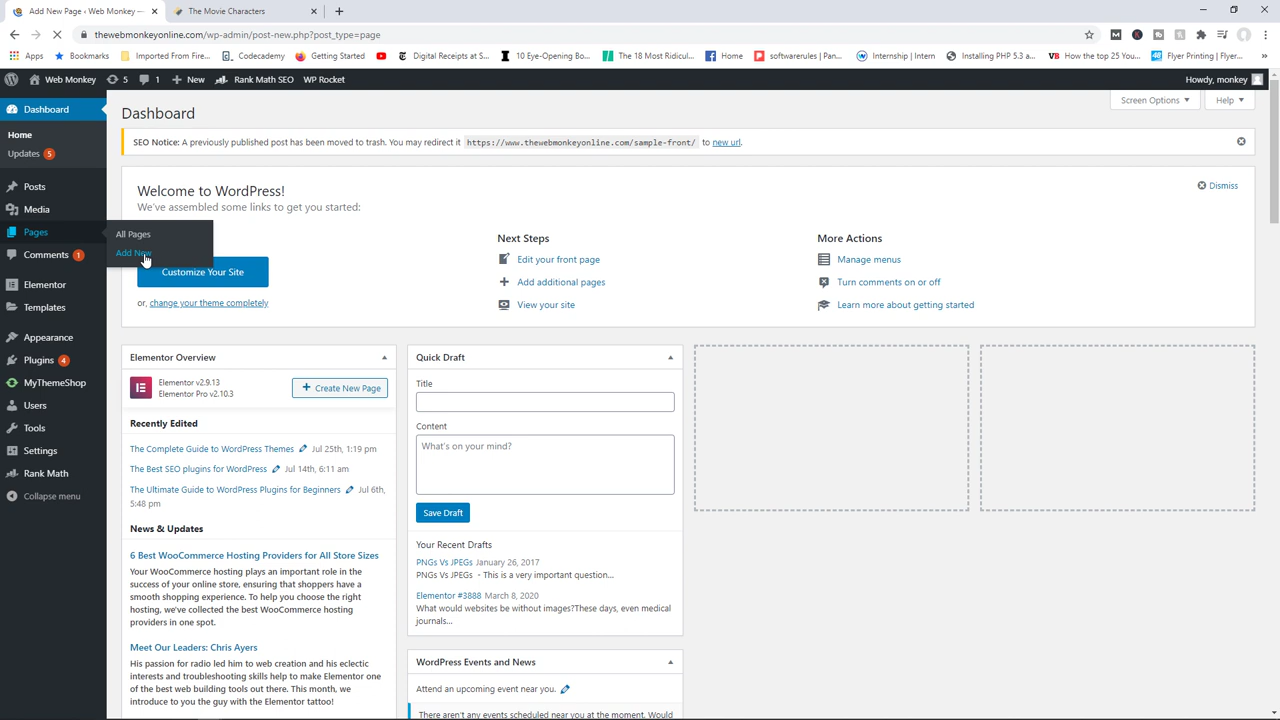 Add New Page ‹ Web Monkey —
The Movie Characters
thewebmonkeyonline.com/wp-admin/post-new.php?post_type=page
Apps
Bookmarks
Imported From Fire...
Codecademy
Getting Started
Digital Receipts at S...
10 Eye-Opening Bo...
The 18 Most Ridicul...
Home
softwarerules | Pan...
Internship | Intern
Installing PHP 5.3 a...
How the top 25 You...
Flyer Printing | Flyer...
Web Monkey
5
1
New
Rank Math SEO
WP Rocket
Howdy, monkey
Dashboard
Home
Updates 5
Posts
Media
Pages
Comments 1
Elementor
Templates
Appearance
Plugins 4
MyThemeShop
Users
Tools
Settings
Rank Math
Collapse menu
All Pages
Add New
Dashboard
Screen Options
Help
SEO Notice: A previously published post has been moved to trash. You may redirect it https://www.thewebmonkeyonline.com/sample-front/ to new url.
Welcome to WordPress!
We've assembled some links to get you started:
Dismiss
Customize Your Site
or, change your theme completely
Next Steps
Edit your front page
Add additional pages
View your site
More Actions
Manage menus
Turn comments on or off
Learn more about getting started
Elementor Overview
Elementor v2.9.13
Elementor Pro v2.10.3
Create New Page
Recently Edited
The Complete Guide to WordPress Themes Jul 25th, 1:19 pm
The Best SEO plugins for WordPress Jul 14th, 6:11 am
The Ultimate Guide to WordPress Plugins for Beginners Jul 6th,
5:48 pm
News & Updates
6 Best WooCommerce Hosting Providers for All Store Sizes
Your WooCommerce hosting plays an important role in the
success of your online store, ensuring that shoppers have a
smooth shopping experience. To help you choose the right
hosting, we've collected the best WooCommerce hosting
providers in one spot.
Meet Our Leaders: Chris Ayers
His passion for radio led him to web creation and his eclectic
interests and troubleshooting skills help to make Elementor one
of the best web building tools out there. This month, we
introduce to you the guy with the Elementor tattoo!
Quick Draft
Title
Content
What's on your mind?
Save Draft
Your Recent Drafts
PNGs Vs JPEGs January 26, 2017
PNGs Vs JPEGs - This is a very important question...
Elementor #3888 March 8, 2020
What would websites be without images?These days, even medical
journals...
WordPress Events and News
Attend an upcoming event near you.
There aren't any events scheduled near you at the moment. Would